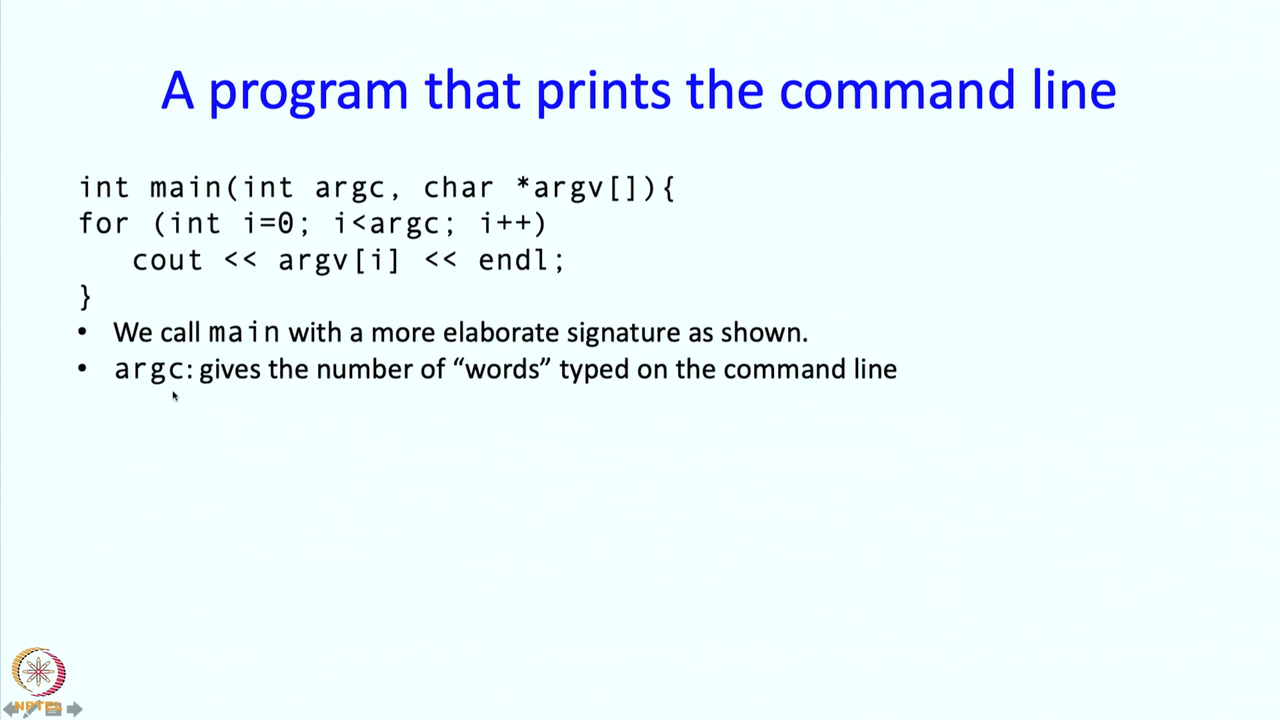 A program that prints the command line
int main(int argc, char *argv[]){
for (int i=0; i<argc; i++)
cout << argv[i] << endl;
}
• We call main with a more elaborate signature as shown.
• argc: gives the number of “words” typed on the command line
NPTEL